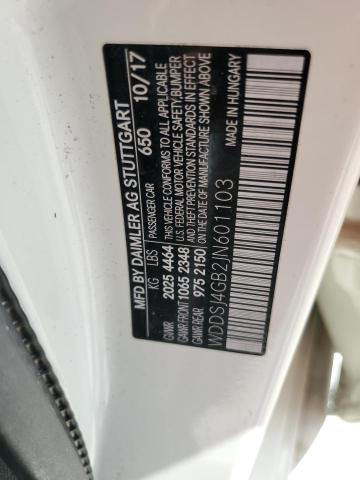 MFD BY DAIMLER AG STUTTGART
650 10/17
KG LBS PASSENGER CAR
GVWR 2025 4464 THIS VEHICLE CONFORMS TO ALL APPLICABLE
GAWR FRONT 1065 2348 U.S. FEDERAL MOTOR VEHICLE SAFETY, BUMPER
GAWR REAR 975 2150 AND THEFT PREVENTION STANDARDS IN EFFECT
ON THE DATE OF MANUFACTURE SHOWN ABOVE
WDDSJ4GB2JN601103 MADE IN HUNGARY